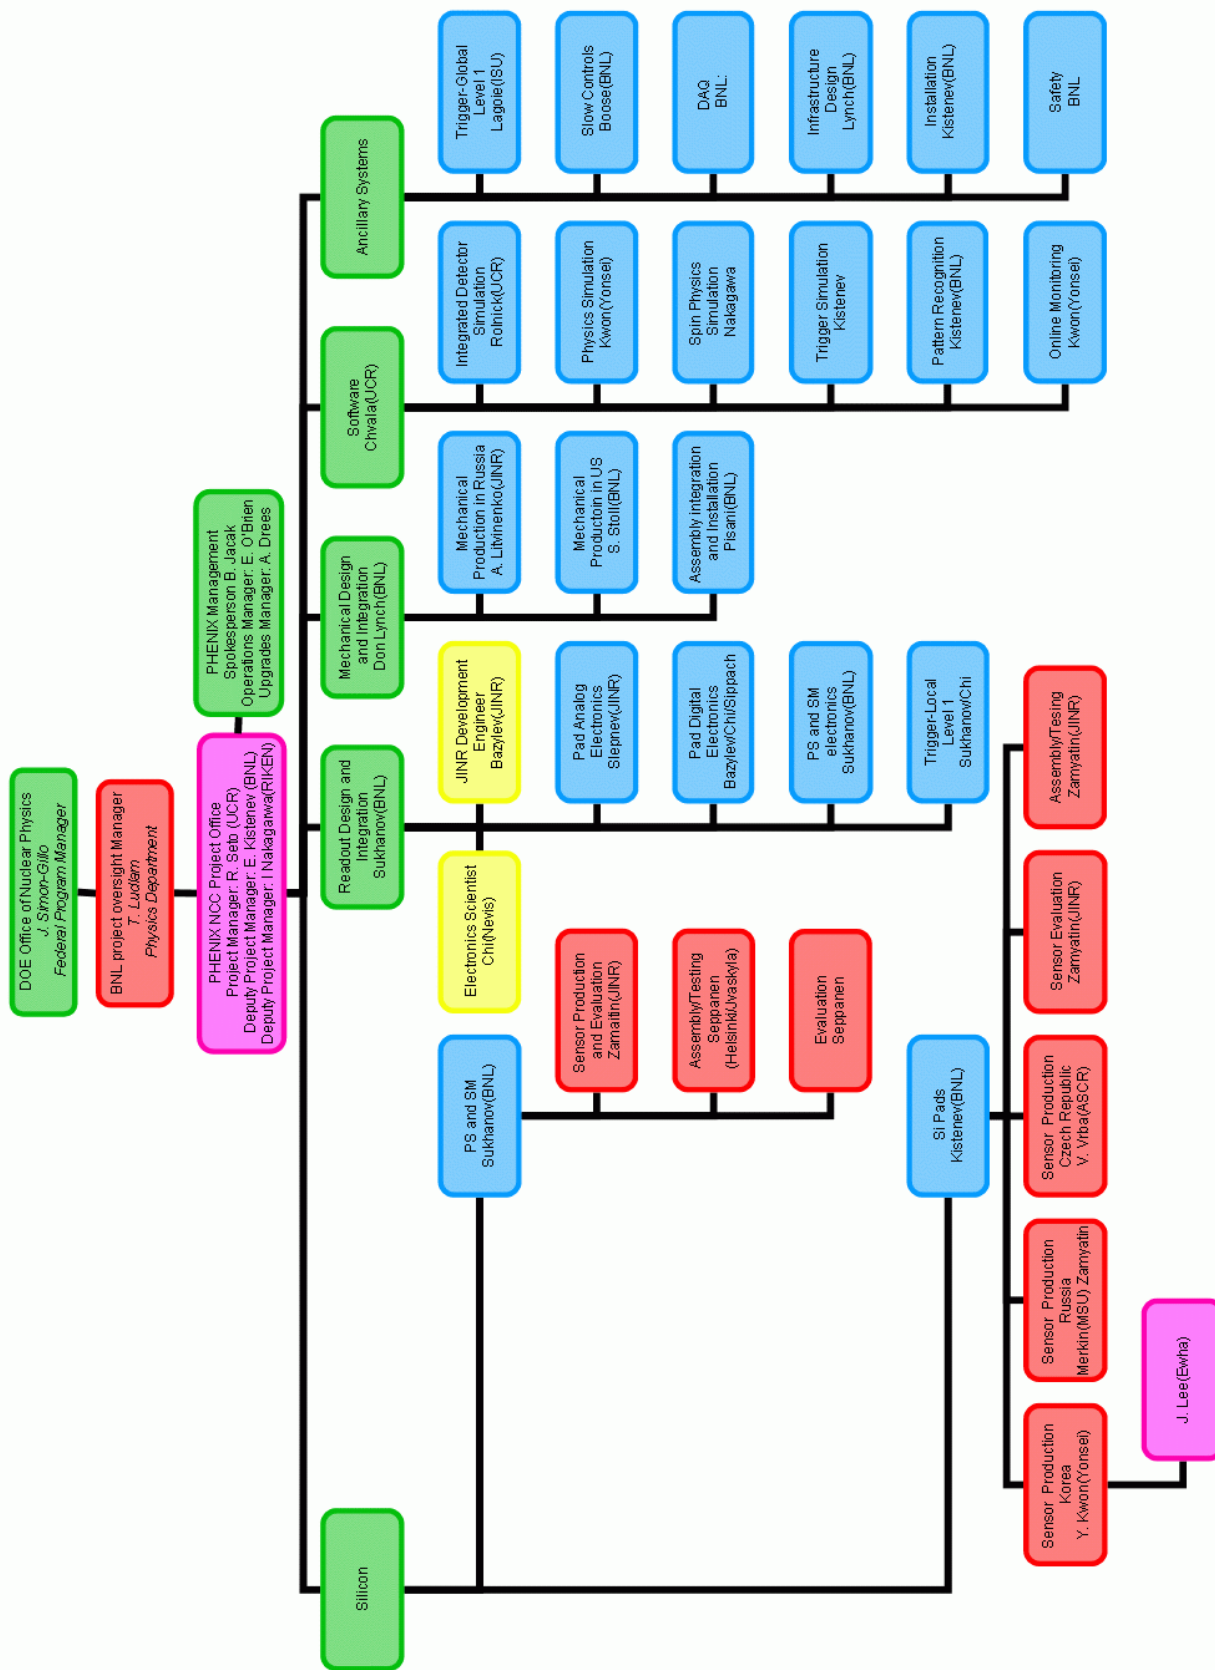 DOE Office of Nuclear Physics
J. Simon-Gillo
Federal Program Manager
BNL project oversight Manager
T. Ludlam
Physics Department
PHENIX NCC Project Office
Project Manager: R. Seto (UCR)
Deputy Project Manager: E. Kistenev (BNL)
Deputy Project Manager: I Nakagarwa(RIKEN)
PHENIX Management
Spokesperson B. Jacak
Operations Manager: E. O'Brien
Upgrades Manager: A. Drees
Silicon
Readout Design and
Integration
Sukhanov(BNL)
Mechanical Design
and Integration
Don Lynch(BNL)
Software
Chvala(UCR)
Ancillary Systems
PS and SM
Sukhanov(BNL)
Sensor Production
and Evaluation
Zamaitin(JINR)
Assembly/Testing
Seppanen
(Helsinki/Jvaskyla)
Evaluation
Seppanen
Si Pads
Kistenev(BNL)
Sensor Production
Korea
Y. Kwon(Yonsei)
J. Lee(Ewha)
Sensor Production
Russia
Merkin(MSU) Zamyatin
Sensor Production
Czech Republic
V. Vrba(ASCR)
Sensor Evaluation
Zamyatin(JINR)
Assembly/Tesing
Zamyatin(JINR)
Electronics Scientist
Chi(Nevis)
JINR Development
Engineer
Bazylev(JINR)
Pad Analog
Electronics
Slepnev(JINR)
Pad Digital
Electronics
Bazylev/Chi/Sippach
PS and SM
electronics
Sukhanov(BNL)
Trigger-Local
Level 1
Sukhanov/Chi
Mechanical
Production in Russia
A. Litvinenko(JINR)
Mechanical
Productoin in US
S. Stoll(BNL)
Assembly integration
and Installation
Pisani(BNL)
Integrated Detector
Simulation
Rolnick(UCR)
Physics Simulation
Kwon(Yonsei)
Spin Physics
Simulation
Nakagawa
Trigger Simulation
Kistenev
Pattern Recognition
Kistenev(BNL)
Online Monitoring
Kwon(Yonsei)
Trigger-Global
Level 1
Lagoie(ISU)
Slow Controls
Boose(BNL)
DAQ
BNL:
Infrastructure
Design
Lynch(BNL)
Installation
Kistenev(BNL)
Safety
BNL